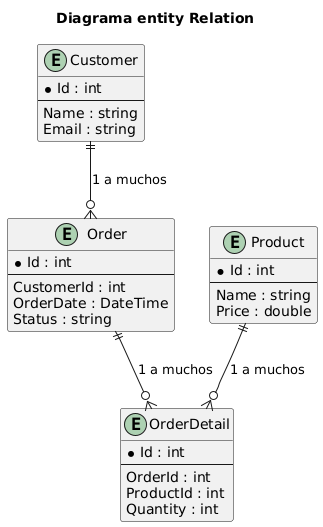 Diagrama entity Relation
E Customer
Id : int
Name : string
Email : string
1 a muchos
E Order
Id : int
CustomerId : int
OrderDate : DateTime
Status : string
E Product
Id : int
Name : string
Price : double
1 a muchos
1 a muchos
E OrderDetail
Id : int
OrderId : int
ProductId : int
Quantity : int